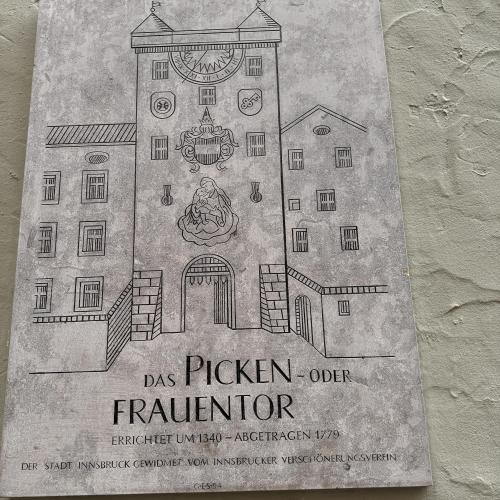 DAS PICKEN - ODER
FRAUENTOR
ERRICHTET UM 1340 - ABGETRAGEN 1779
DER STADT INNSBRUCK GEWIDMET VOM INNSBRUCKER VERSCHÖNERUNGSVEREIN